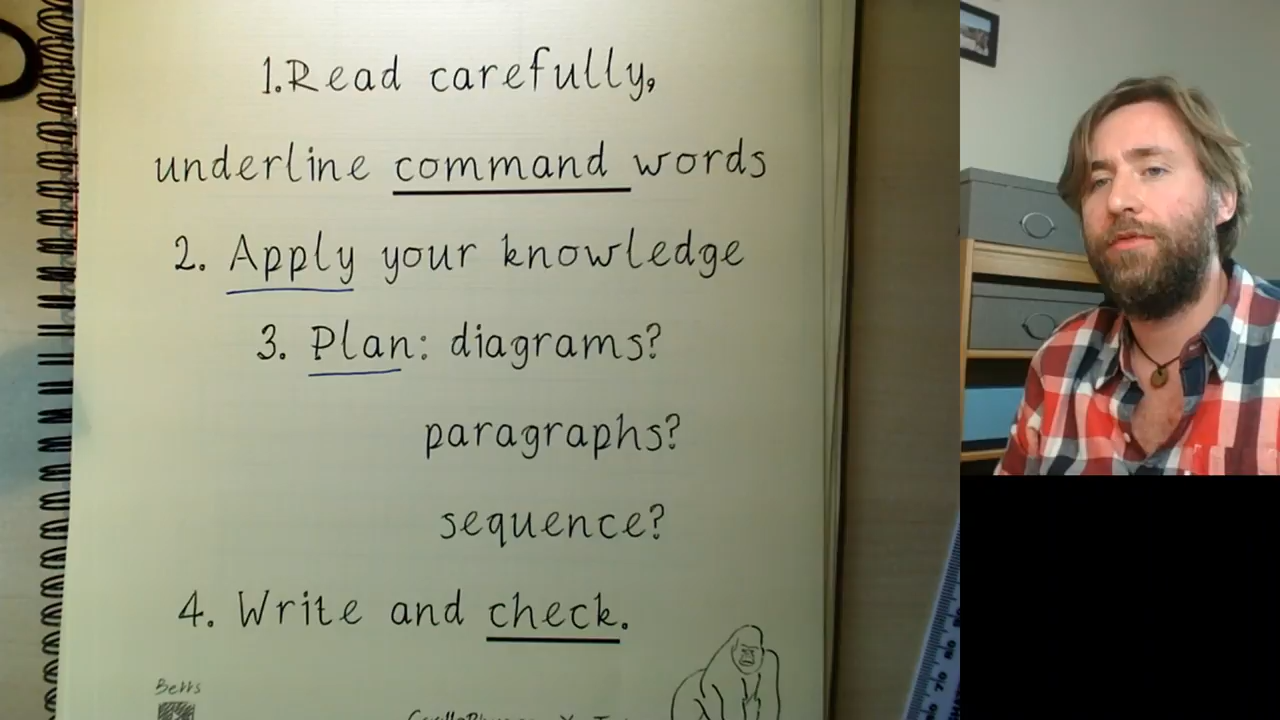 1.Read carefully,
underline command words
2. Apply your knowledge
3. Plan: diagrams?
paragraphs?
sequence?
4. Write and check.
Betts